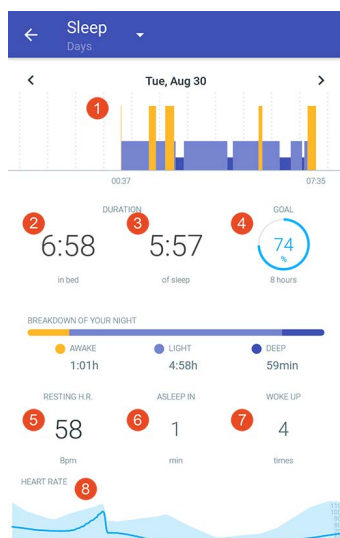 Sleep
Days
Tue, Aug 30
1
00:37
07:35
DURATION
GOAL
2
3
4
6:58
5:57
74
%
in bed
of sleep
8 hours
BREAKDOWN OF YOUR NIGHT
AWAKE
LIGHT
DEEP
1:01h
4:58h
59min
RESTING H.R.
ASLEEP IN
WOKE UP
5
6
7
58
1
4
Bpm
min
times
HEART RATE
8